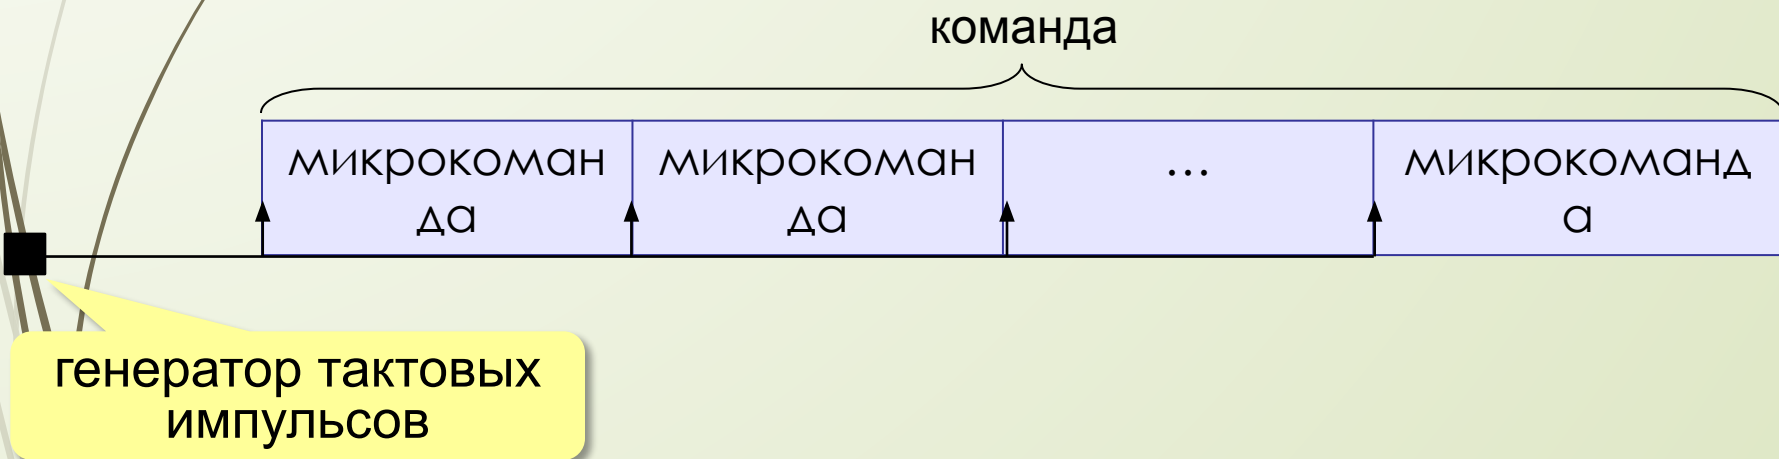 команда
микрокоман
да
микрокоман
да
...
микрокоманд
а
генератор тактовых
импульсов